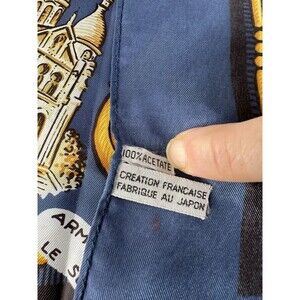 100% ACETATE
CREATION FRANCAISE
FABRIQUE AU JAPON
ARM
LE S